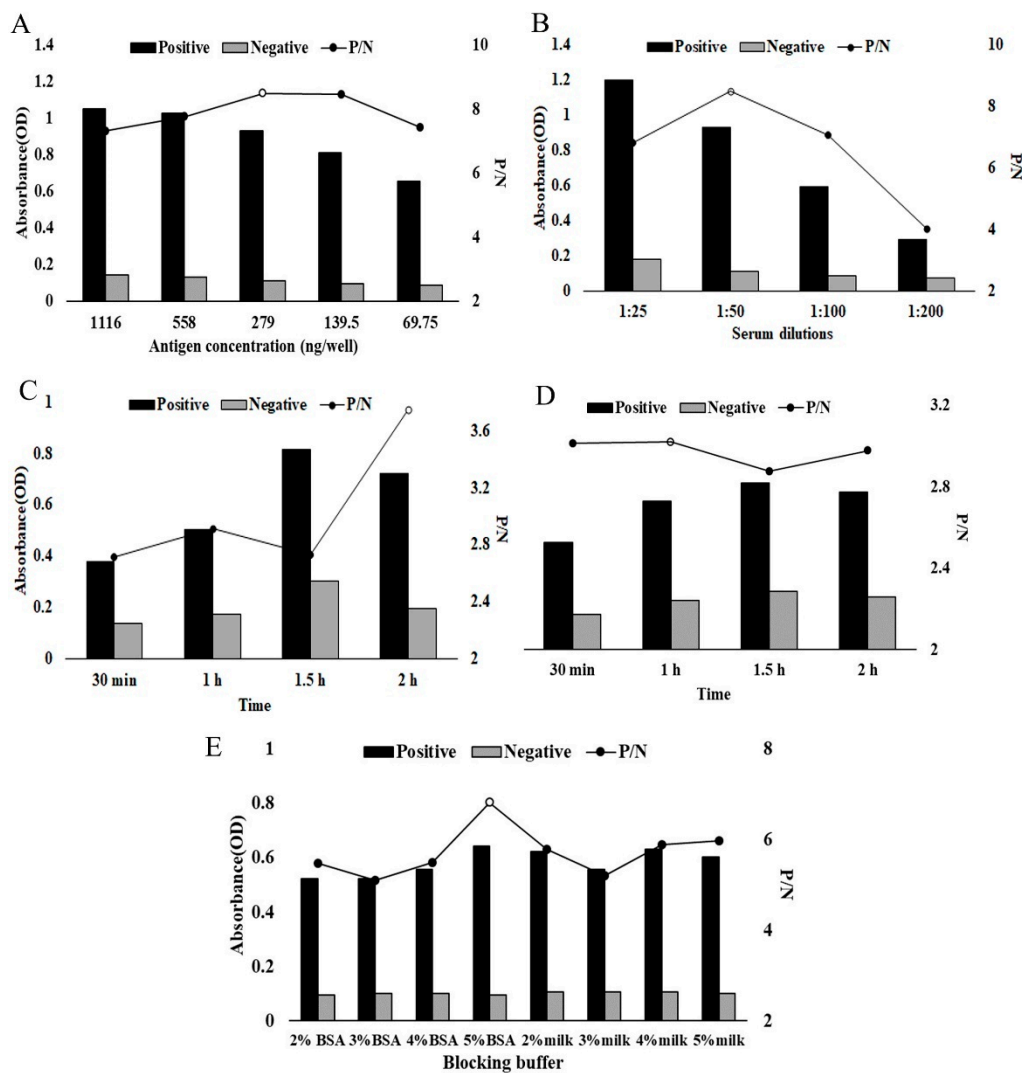 A
1.4
1.2
1
0.8
0.6
0.4
0.2
0
Absorbance(OD)
Positive Negative P/N
10
8
6
4
2
P/N
1116 558 279 139.5 69.75
Antigen concentration (ng/well)
B
1.4
1.2
1
0.8
0.6
0.4
0.2
0
Absorbance(OD)
Positive Negative P/N
10
8
6
4
2
P/N
1:25 1:50 1:100 1:200
Serum dilutions
C
1
0.8
0.6
0.4
0.2
0
Absorbance(OD)
Positive Negative P/N
3.6
3.2
2.8
2.4
2
P/N
30 min 1 h 1.5 h 2 h
Time
D
Positive Negative P/N
3.2
2.8
2.4
2
P/N
30 min 1 h 1.5 h 2 h
Time
E
1
0.8
0.6
0.4
0.2
0
Absorbance(OD)
Positive Negative P/N
8
6
4
2
P/N
2% BSA 3%BSA 4%BSA 5%BSA 2%milk 3%milk 4%milk 5%milk
Blocking buffer